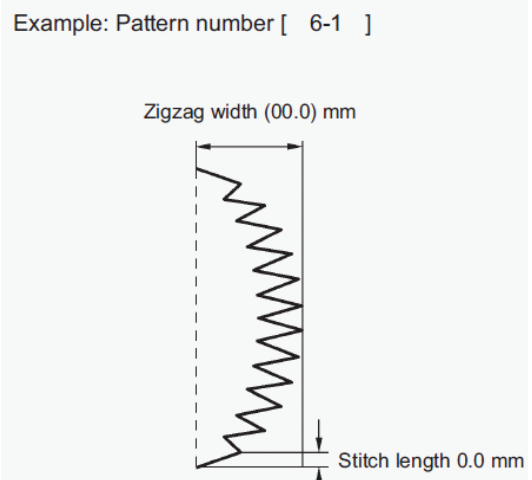 Example: Pattern number [ 6-1 ]
Zigzag width (00.0) mm
Stitch length 0.0 mm